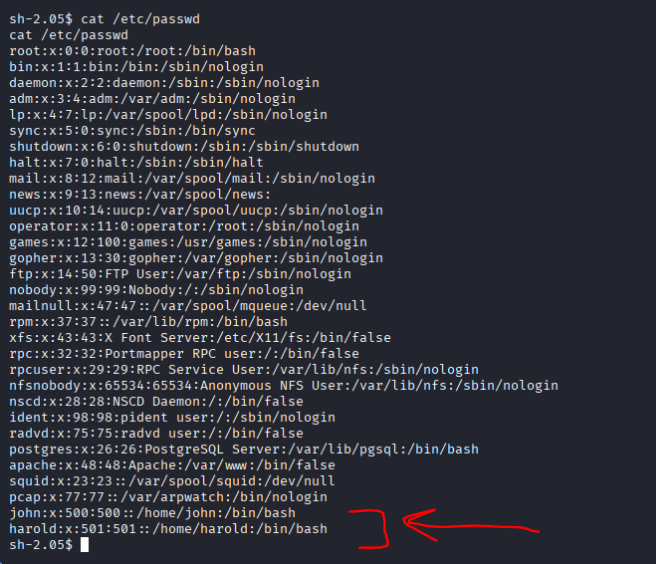 sh-2.05$ cat /etc/passwd
cat /etc/passwd
root:x:0:0:root:/root:/bin/bash
bin:x:1:1:bin:/bin:/sbin/nologin
daemon:x:2:2:daemon:/sbin:/sbin/nologin
adm:x:3:4:adm:/var/adm:/sbin/nologin
lp:x:4:7:lp:/var/spool/lpd:/sbin/nologin
sync:x:5:0:sync:/sbin:/bin/sync
shutdown:x:6:0:shutdown:/sbin:/sbin/shutdown
halt:x:7:0:halt:/sbin:/sbin/halt
mail:x:8:12:mail:/var/spool/mail:/sbin/nologin
news:x:9:13:news:/var/spool/news:
uucp:x:10:14:uucp:/var/spool/uucp:/sbin/nologin
operator:x:11:0:operator:/root:/sbin/nologin
games:x:12:100:games:/usr/games:/sbin/nologin
gopher:x:13:30:gopher:/var/gopher:/sbin/nologin
ftp:x:14:50:FTP User:/var/ftp:/sbin/nologin
nobody:x:99:99:Nobody:/:/sbin/nologin
mailnull:x:47:47::/var/spool/mqueue:/dev/null
rpm:x:37:37::/var/lib/rpm:/bin/bash
xfs:x:43:43:X Font Server:/etc/X11/fs:/bin/false
rpc:x:32:32:Portmapper RPC user:/:/bin/false
rpcuser:x:29:29:RPC Service User:/var/lib/nfs:/sbin/nologin
nfsnobody:x:65534:65534:Anonymous NFS User:/var/lib/nfs:/sbin/nologin
nscd:x:28:28:NSCD Daemon:/:/bin/false
ident:x:98:98:pident user:/:/sbin/nologin
radvd:x:75:75:radvd user:/:/bin/false
postgres:x:26:26:PostgreSQL Server:/var/lib/pgsql:/bin/bash
apache:x:48:48:Apache:/var/www:/bin/false
squid:x:23:23::/var/spool/squid:/dev/null
pcap:x:77:77::/var/arpwatch:/bin/nologin
john:x:500:500::/home/john:/bin/bash
harold:x:501:501::/home/harold:/bin/bash
sh-2.05$